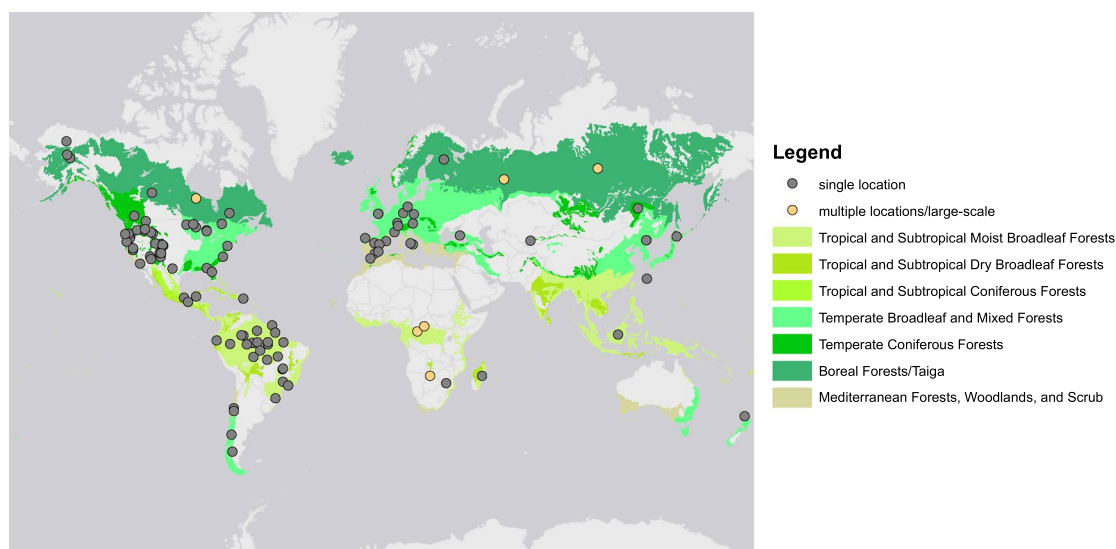 Legend
single location
multiple locations/large-scale
Tropical and Subtropical Moist Broadleaf Forests
Tropical and Subtropical Dry Broadleaf Forests
Tropical and Subtropical Coniferous Forests
Temperate Broadleaf and Mixed Forests
Temperate Coniferous Forests
Boreal Forests/Taiga
Mediterranean Forests, Woodlands, and Scrub